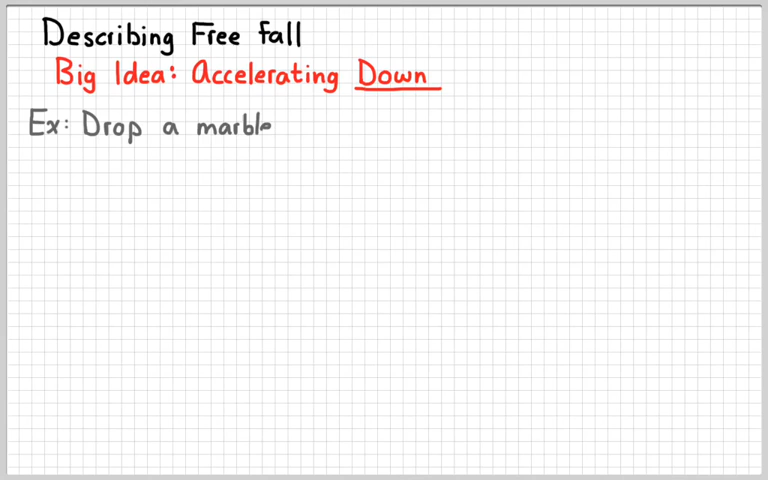 Describing Free fall
Big Idea: Accelerating Down
Ex: Drop a marble